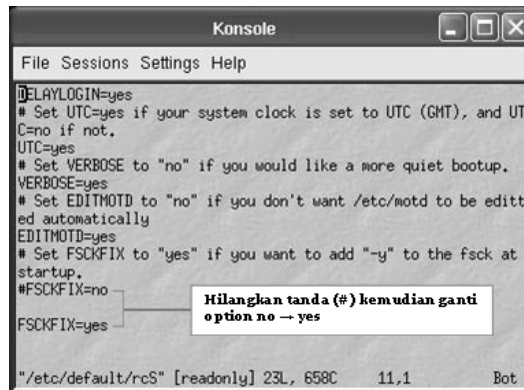 Konsole
File Sessions Settings Help
DELAYLOGIN=yes
# Set UTC=yes if your system clock is set to UTC (GMT), and UT
C=no if not.
UTC=yes
# Set VERBOSE to "no" if you would like a more quiet bootup.
VERBOSE=yes
# Set EDITMOTD to "no" if you don't want /etc/motd to be editt
ed automatically
EDITMOTD=yes
# Set FSCKFIX to "yes" if you want to add "-y" to the fsck at
startup.
#FSCKFIX=no
Hilangkan tanda (#) kemudian ganti
option no → yes
FSCKFIX=yes
"/etc/default/rcS" [readonly] 23L, 658C 11,1 Bot